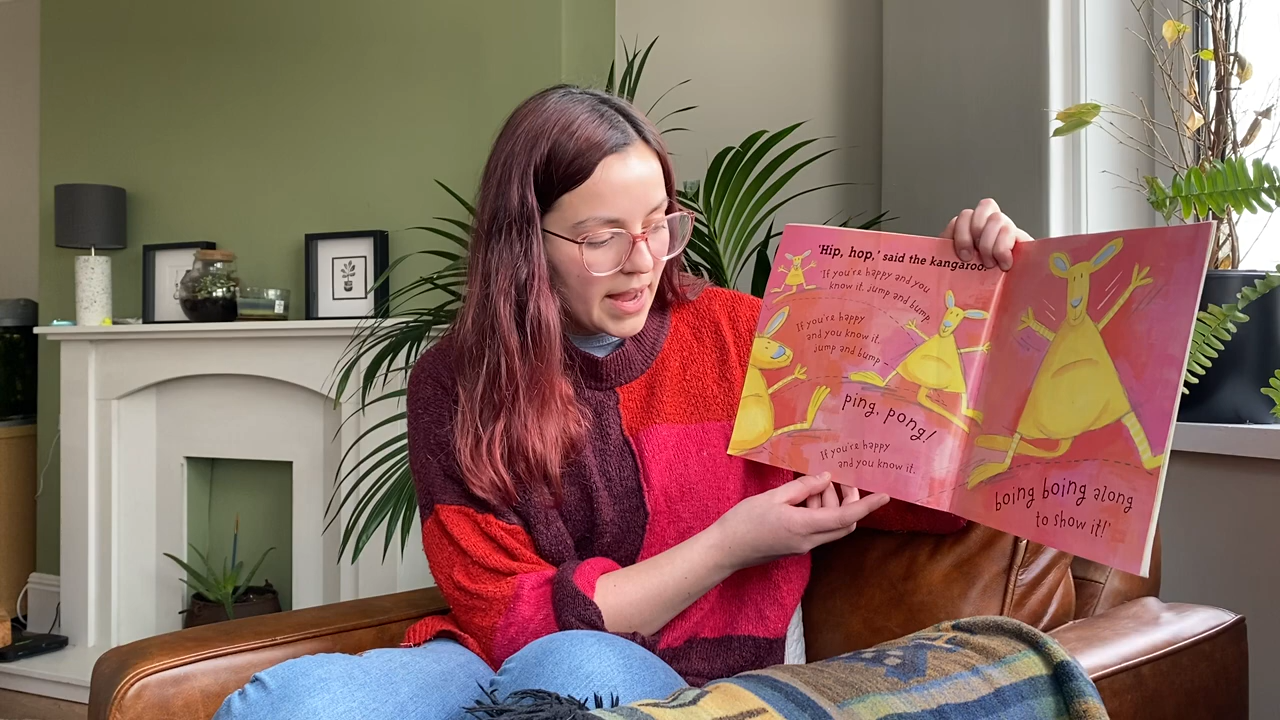 'Hip, hop,' said the kangaroo.
'If you're happy and you
know it, jump and bump
If you're happy
and you know it,
jump and bump –
ping, pong!
If you're happy
and you know it,
boing boing along
to show it!'